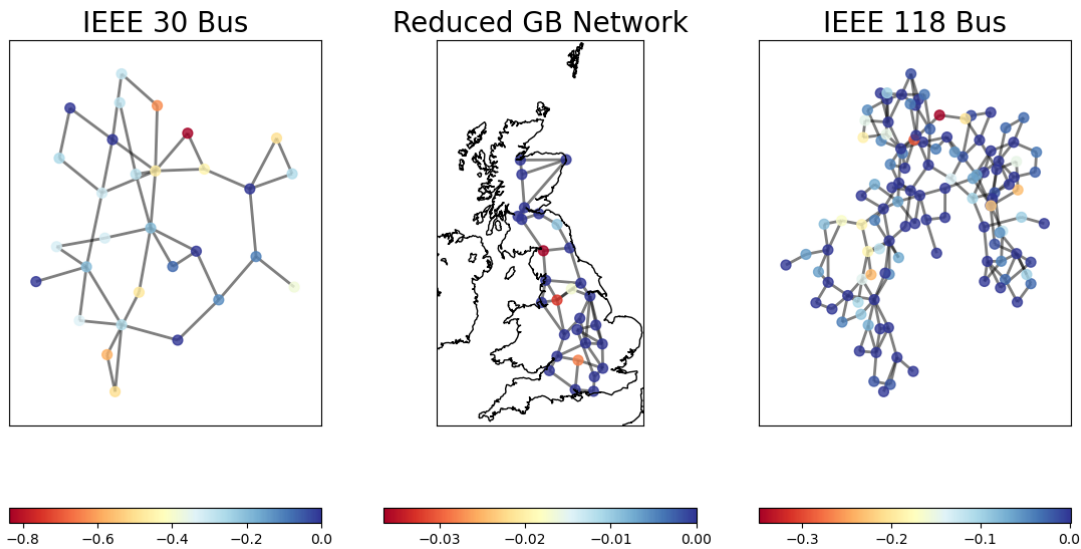 IEEE 30 Bus
Reduced GB Network
IEEE 118 Bus
−0.8 −0.6 −0.4 −0.2 0.0
−0.03 −0.02 −0.01 0.00
−0.3 −0.2 −0.1 0.0